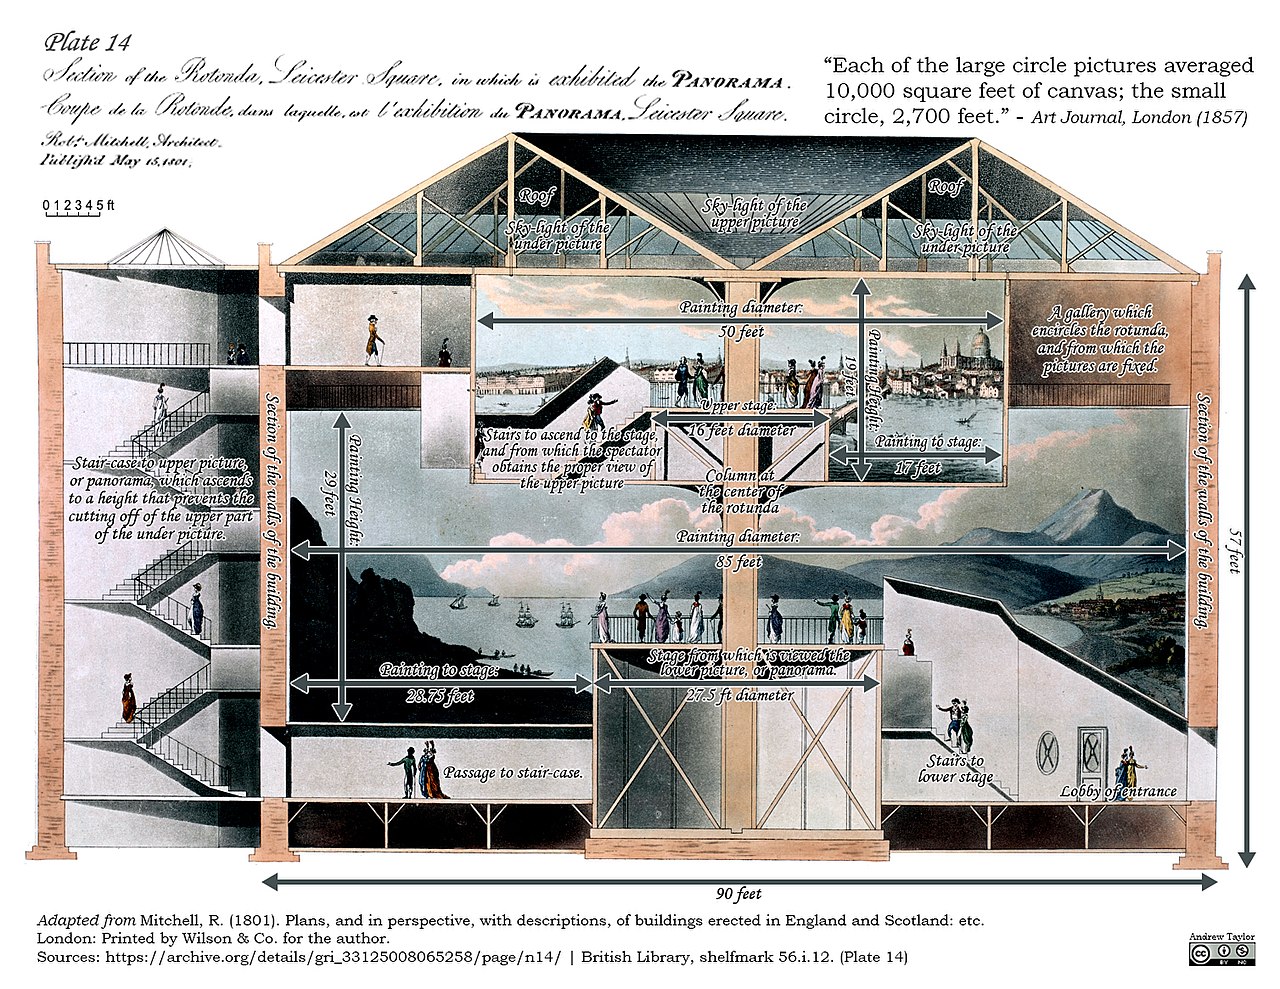 Plate 14
Section of the Rotonda, Leicester Square, in which is exhibited the PANORAMA.
Coupe de la Rotonde, dans laquelle est l'exhibition du PANORAMA, Leicester Square.
Robt. Mitchell, Architect.
Publish'd May 15, 1801.
“Each of the large circle pictures averaged
10,000 square feet of canvas; the small
circle, 2,700 feet.” - Art Journal, London (1857)
0 1 2 3 4 5 ft
Roof
Sky-light of the
under picture
Sky-light of the
upper picture
Roof
Sky-light of the
under picture
Painting diameter:
50 feet
Painting Height:
19 feet
A gallery which
encircles the rotunda,
and from which the
pictures are fixed.
Upper stage:
16 feet diameter
Stairs to ascend to the stage,
and from which the spectator
obtains the proper view of
the upper picture
Painting to stage:
17 feet
Column at
the center of
the rotunda
Stair-case to upper picture,
or panorama, which ascends
to a height that prevents the
cutting off of the upper part
of the under picture.
Section of the walls of the building.
Painting Height:
29 feet
Painting diameter:
85 feet
Section of the walls of the building.
57 feet
Painting to stage:
28.75 feet
Stage from which is viewed the
lower picture, or panorama.
27.5 ft diameter
Passage to stair-case.
Stairs to
lower stage
Lobby of entrance
90 feet
Adapted from Mitchell, R. (1801). Plans, and in perspective, with descriptions, of buildings erected in England and Scotland: etc.
London: Printed by Wilson & Co. for the author.
Sources: https://archive.org/details/gri_33125008065258/page/n14/ | British Library, shelfmark 56.i.12. (Plate 14)
Andrew Taylor
cc
BY NC